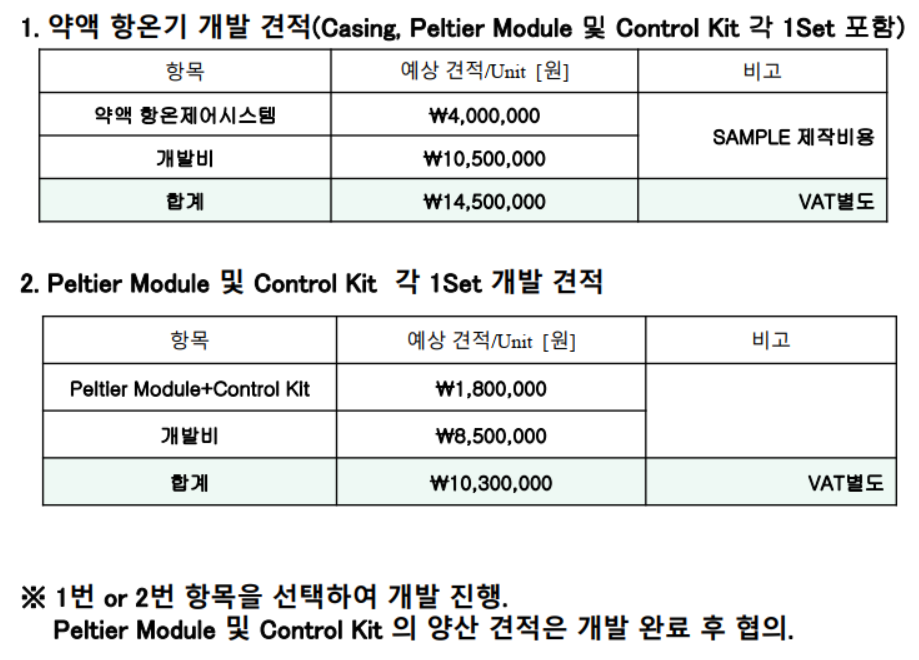 1. 약액 항온기 개발 견적(Casing, Peltier Module 및 Control Kit 각 1Set 포함)
항목 예상 견적/Unit [원] 비고
약액 항온제어시스템 ₩4,000,000
SAMPLE 제작비용
개발비 ₩10,500,000
합계 ₩14,500,000 VAT별도
2. Peltier Module 및 Control Kit 각 1Set 개발 견적
항목 예상 견적/Unit [원] 비고
Peltier Module+Control Kit ₩1,800,000
개발비 ₩8,500,000
합계 ₩10,300,000 VAT별도
※ 1번 or 2번 항목을 선택하여 개발 진행.
Peltier Module 및 Control Kit 의 양산 견적은 개발 완료 후 협의.